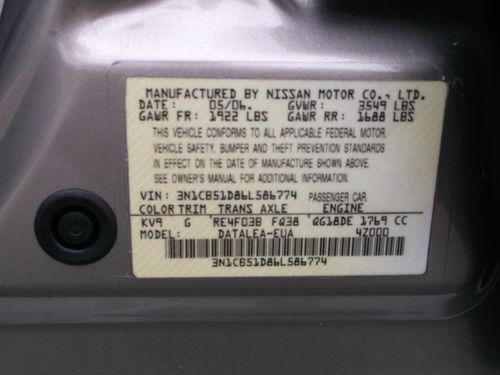 MANUFACTURED BY NISSAN MOTOR CO., LTD.
DATE: 05/06. GVWR: 3549 LBS
GAWR FR: 1922 LBS GAWR RR: 1688 LBS
THIS VEHICLE CONFORMS TO ALL APPLICABLE FEDERAL MOTOR
VEHICLE SAFETY, BUMPER AND THEFT PREVENTION STANDARDS
IN EFFECT ON THE DATE OF MANUFACTURE SHOWN ABOVE.
SEE OWNER'S MANUAL FOR ADDITIONAL INFORMATION.
VIN: 3N1CB51D86L586774 PASSENGER CAR
COLOR TRIM TRANS AXLE ENGINE
KV9 G RE4F03B FQ38 QG18DE 1769 CC
MODEL: DATALEA-EUA 4Z000
3N1CB51D86L586774